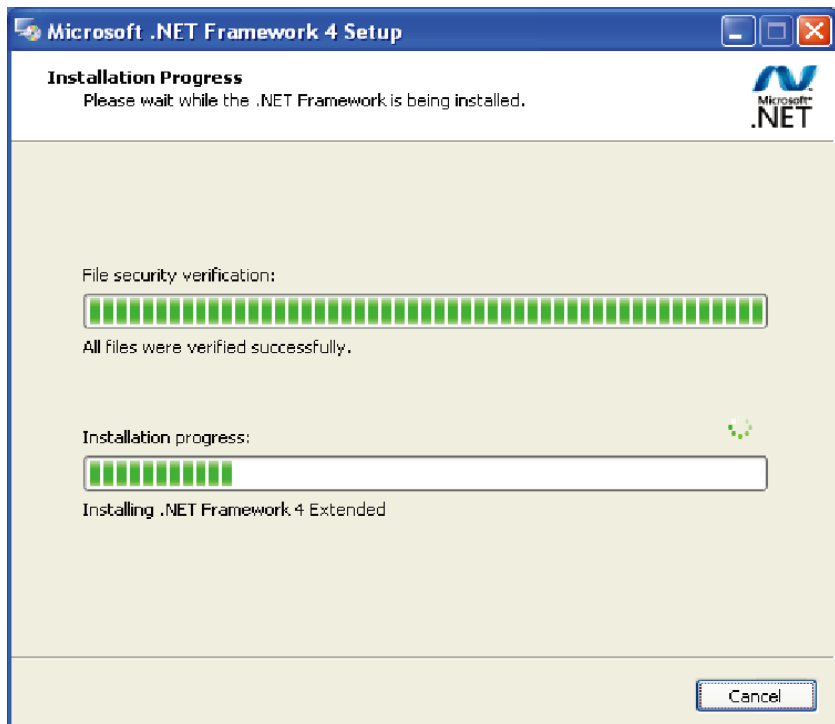 Microsoft .NET Framework 4 Setup
Installation Progress
Please wait while the .NET Framework is being installed.
Microsoft®
.NET
File security verification:
All files were verified successfully.
Installation progress:
Installing .NET Framework 4 Extended
Cancel